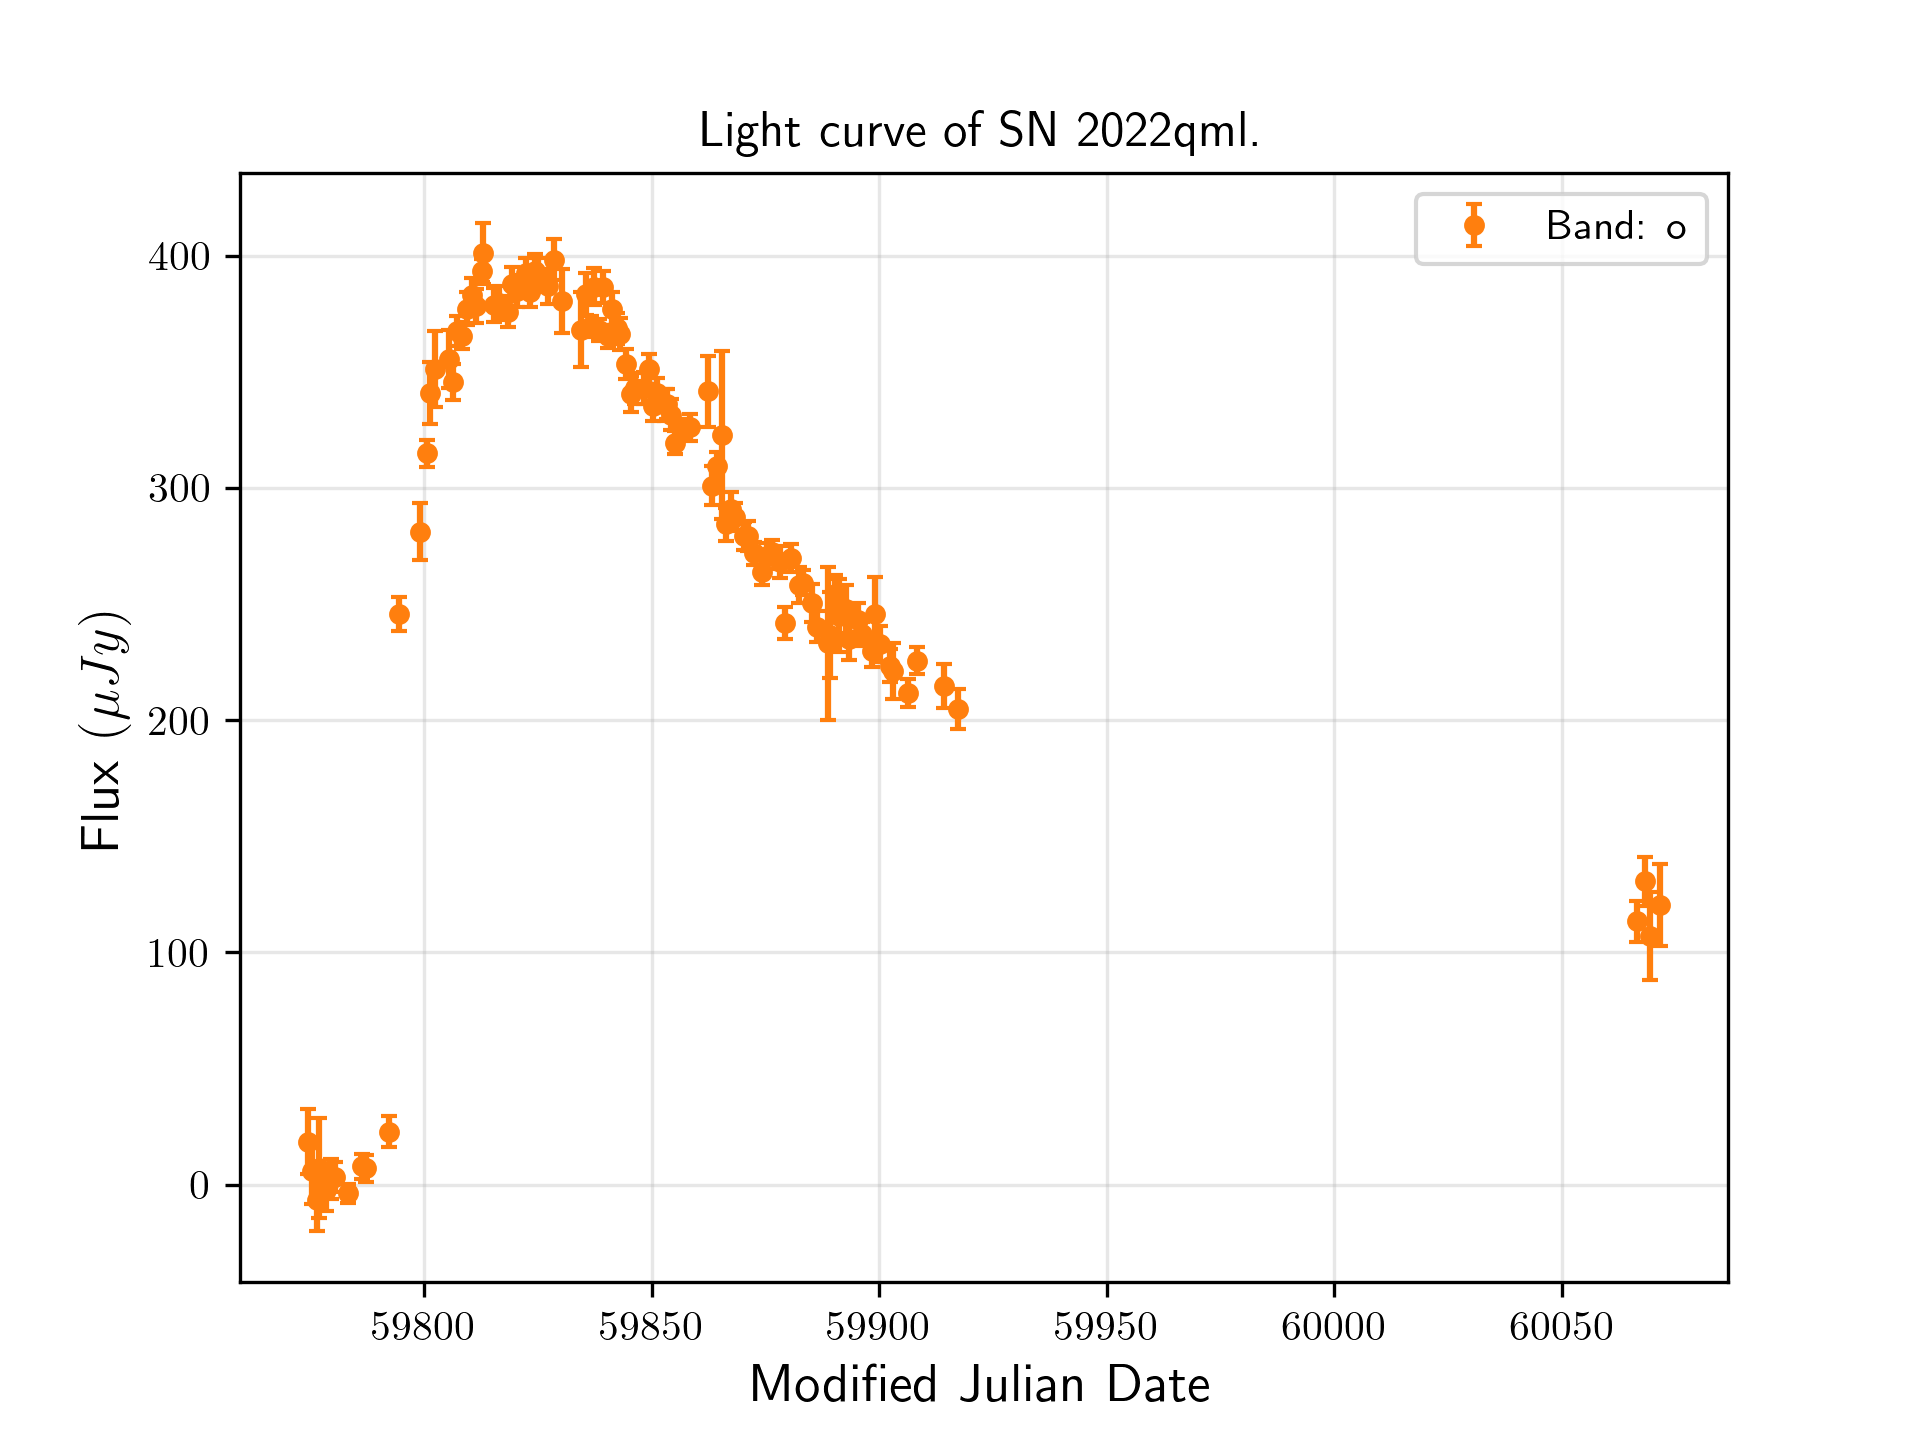 Light curve of SN 2022qml.
Band: o
400
300
200
100
0
Flux (μJy)
59800 59850 59900 59950 60000 60050
Modified Julian Date